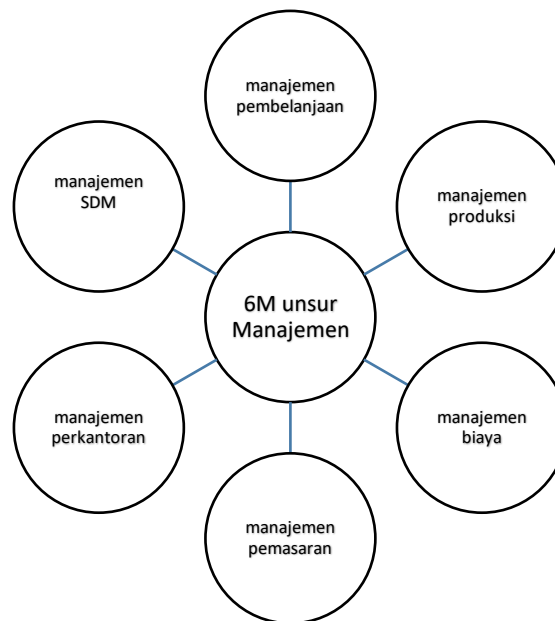 manajemen
pembelanjaan
manajemen
SDM
manajemen
produksi
6M unsur
Manajemen
manajemen
perkantoran
manajemen
biaya
manajemen
pemasaran